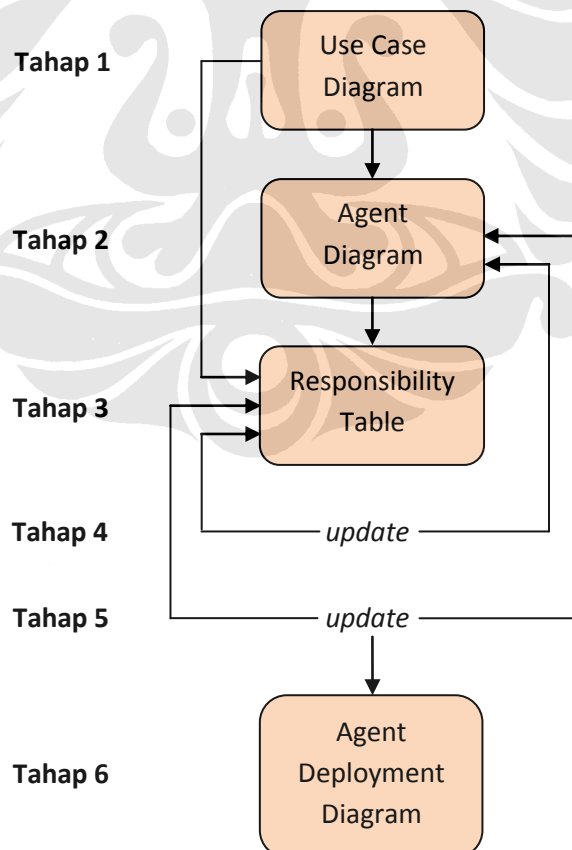 Tahap 1
Use Case
Diagram
Tahap 2
Agent
Diagram
Tahap 3
Responsibility
Table
Tahap 4
update
Tahap 5
update
Tahap 6
Agent
Deployment
Diagram